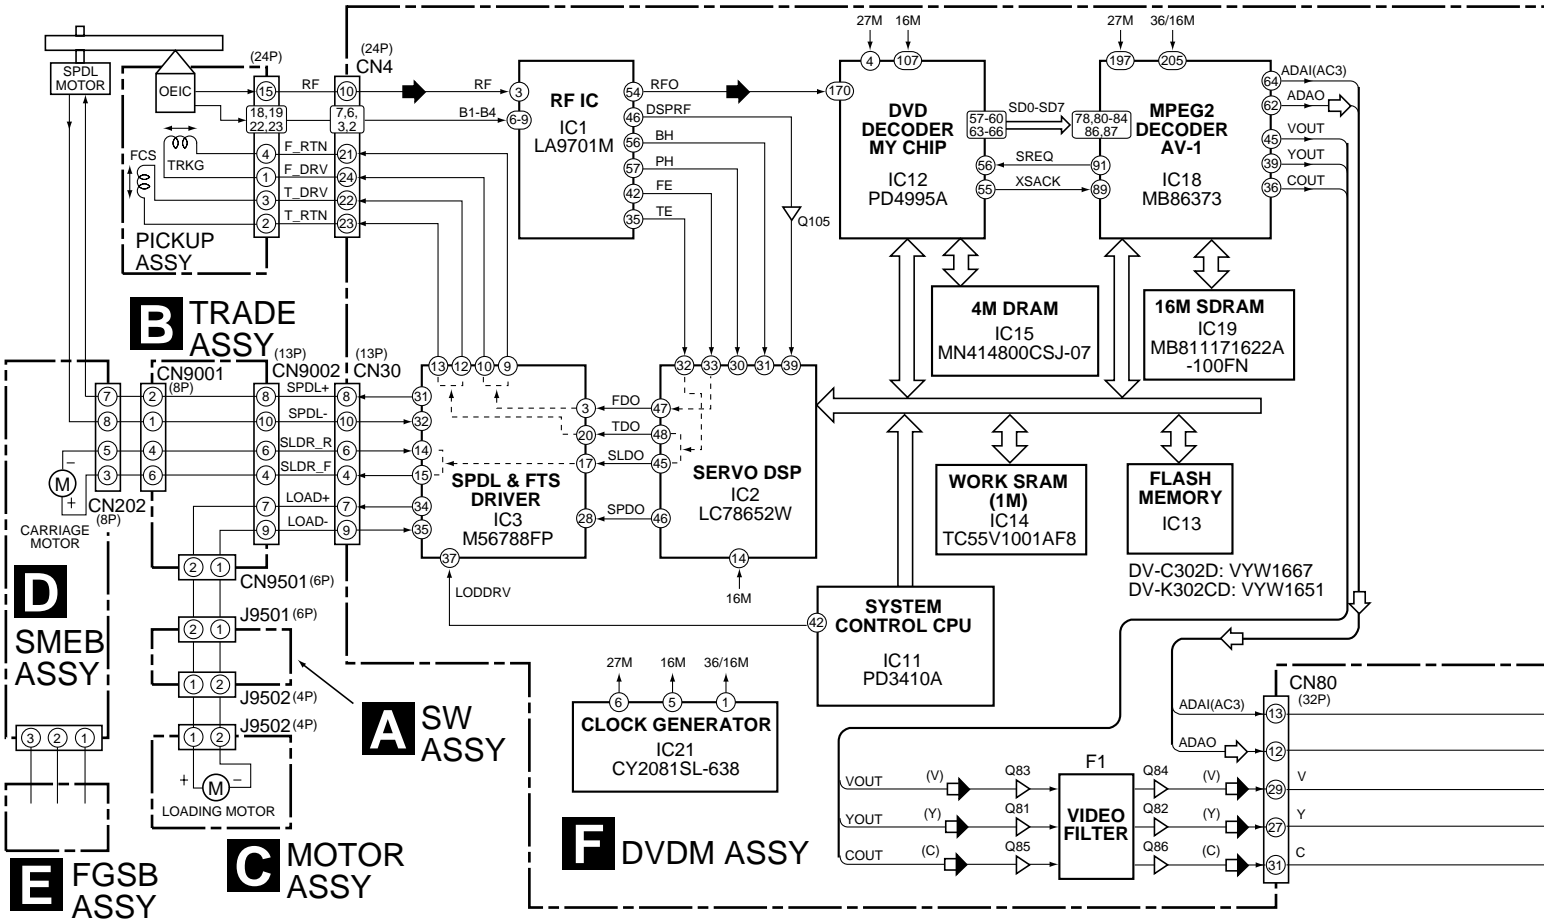 27M
16M
27M
36/16M
4
107
197
205
SPDL
MOTOR
OEIC
(24P)
(24P)
CN4
15
RF
10
RF
3
18,19
22,23
7,6,
3,2
B1-B4
6-9
RF IC
IC1
LA9701M
54
RFO
170
46
DSPRF
56
BH
57
PH
42
FE
35
TE
Q105
DVD
DECODER
MY CHIP
IC12
PD4995A
57-60
63-66
SD0-SD7
78,80-84
86,87
56
SREQ
91
55
XSACK
89
MPEG2
DECODER
AV-1
IC18
MB86373
64
ADAI(AC3)
62
ADAO
45
VOUT
39
YOUT
36
COUT
FCS
TRKG
4
F_RTN
21
1
F_DRV
24
3
T_DRV
22
2
T_RTN
23
PICKUP
ASSY
B
TRADE
ASSY
4M DRAM
IC15
MN414800CSJ-07
16M SDRAM
IC19
MB811171622A
-100FN
CN9001
(8P)
(13P)
CN9002
(13P)
CN30
7
2
8
SPDL+
8
31
8
1
10
SPDL-
10
32
5
4
6
SLDR_R
6
14
3
6
4
SLDR_F
4
15
7
LOAD+
7
34
9
LOAD-
9
35
M
−
+
CARRIAGE
MOTOR
CN202
(8P)
13
12
10
9
3
FDO
47
20
TDO
48
17
SLDO
45
28
SPDO
46
37
SPDL & FTS
DRIVER
IC3
M56788FP
32
33
30
31
39
SERVO DSP
IC2
LC78652W
14
16M
WORK SRAM
(1M)
IC14
TC55V1001AF8
FLASH
MEMORY
IC13
DV-C302D: VYW1667
DV-K302CD: VYW1651
LODDRV
42
SYSTEM
CONTROL CPU
IC11
PD3410A
2
1
CN9501 (6P)
D
SMEB
ASSY
J9501 (6P)
2
1
1
2
J9502 (4P)
J9502 (4P)
1
2
A
SW
ASSY
+
−
M
LOADING MOTOR
3
2
1
C
MOTOR
ASSY
E
FGSB
ASSY
27M
16M
36/16M
6
5
1
CLOCK GENERATOR
IC21
CY2081SL-638
F
DVDM ASSY
CN80
(32P)
ADAI(AC3)
13
ADAO
12
F1
VIDEO
FILTER
VOUT
(V)
Q83
Q84
(V)
29
V
YOUT
(Y)
Q81
Q82
(Y)
27
Y
COUT
(C)
Q85
Q86
(C)
31
C